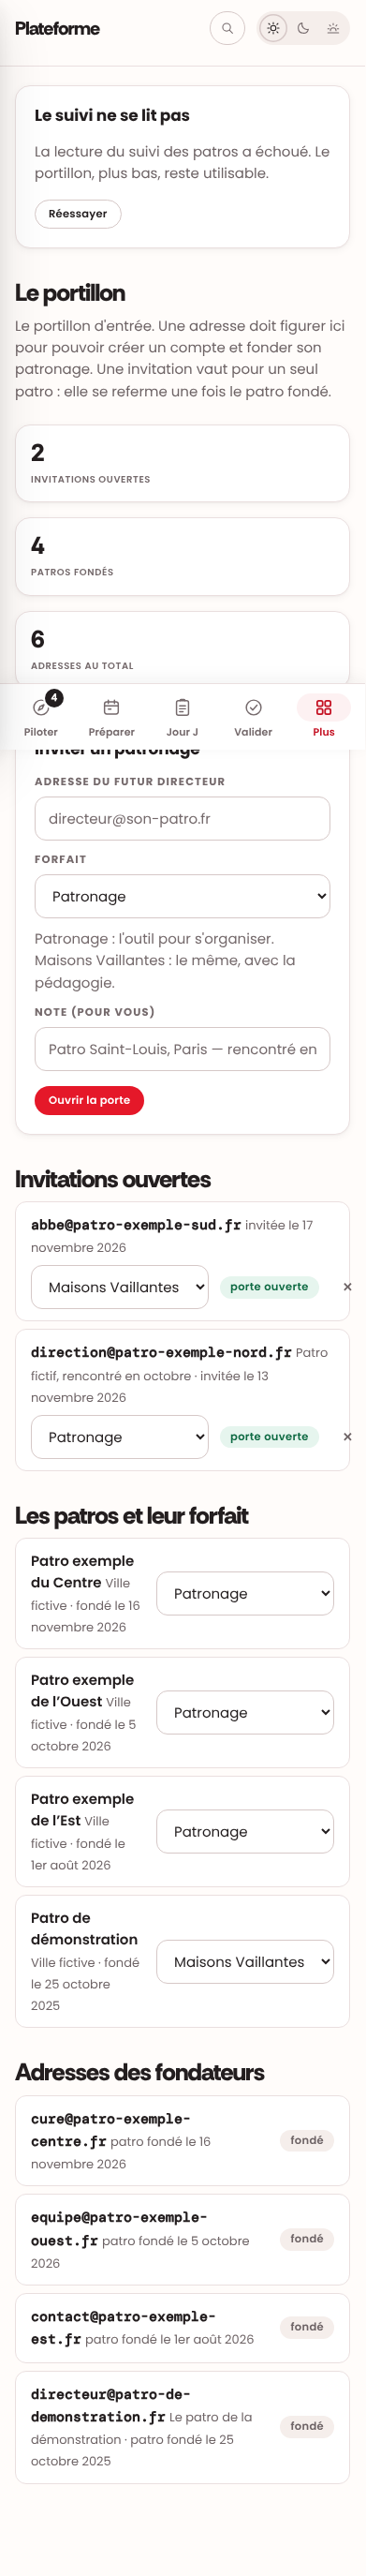 Plateforme
Le suivi ne se lit pas
La lecture du suivi des patros a échoué. Le
portillon, plus bas, reste utilisable.
Réessayer
Le portillon
Le portillon d'entrée. Une adresse doit figurer ici
pour pouvoir créer un compte et fonder son
patronage. Une invitation vaut pour un seul
patro : elle se referme une fois le patro fondé.
2
INVITATIONS OUVERTES
4
PATROS FONDÉS
6
ADRESSES AU TOTAL
4
Piloter
Préparer
Jour J
Valider
Plus
Inviter un patronage
ADRESSE DU FUTUR DIRECTEUR
directeur@son-patro.fr
FORFAIT
Patronage
Patronage : l'outil pour s'organiser.
Maisons Vaillantes : le même, avec la
pédagogie.
NOTE (POUR VOUS)
Patro Saint-Louis, Paris — rencontré en
Ouvrir la porte
Invitations ouvertes
abbe@patro-exemple-sud.fr invitée le 17
novembre 2026
Maisons Vaillantes porte ouverte ×
direction@patro-exemple-nord.fr Patro
fictif, rencontré en octobre · invitée le 13
novembre 2026
Patronage porte ouverte ×
Les patros et leur forfait
Patro exemple
du Centre Ville
fictive · fondé le 16
novembre 2026
Patronage
Patro exemple
de l’Ouest Ville
fictive · fondé le 5
octobre 2026
Patronage
Patro exemple
de l’Est Ville
fictive · fondé le
1er août 2026
Patronage
Patro de
démonstration
Ville fictive · fondé
le 25 octobre
2025
Maisons Vaillantes
Adresses des fondateurs
cure@patro-exemple-
centre.fr patro fondé le 16
novembre 2026
fondé
equipe@patro-exemple-
ouest.fr patro fondé le 5 octobre
2026
fondé
contact@patro-exemple-
est.fr patro fondé le 1er août 2026
fondé
directeur@patro-de-
demonstration.fr Le patro de la
démonstration · patro fondé le 25
octobre 2025
fondé